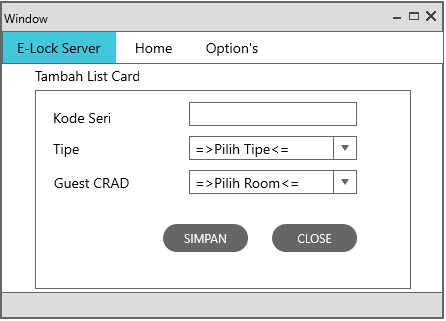 Window
E-Lock Server Home Option's
Tambah List Card
Kode Seri
Tipe =>Pilih Tipe<=
Guest CRAD =>Pilih Room<=
SIMPAN CLOSE